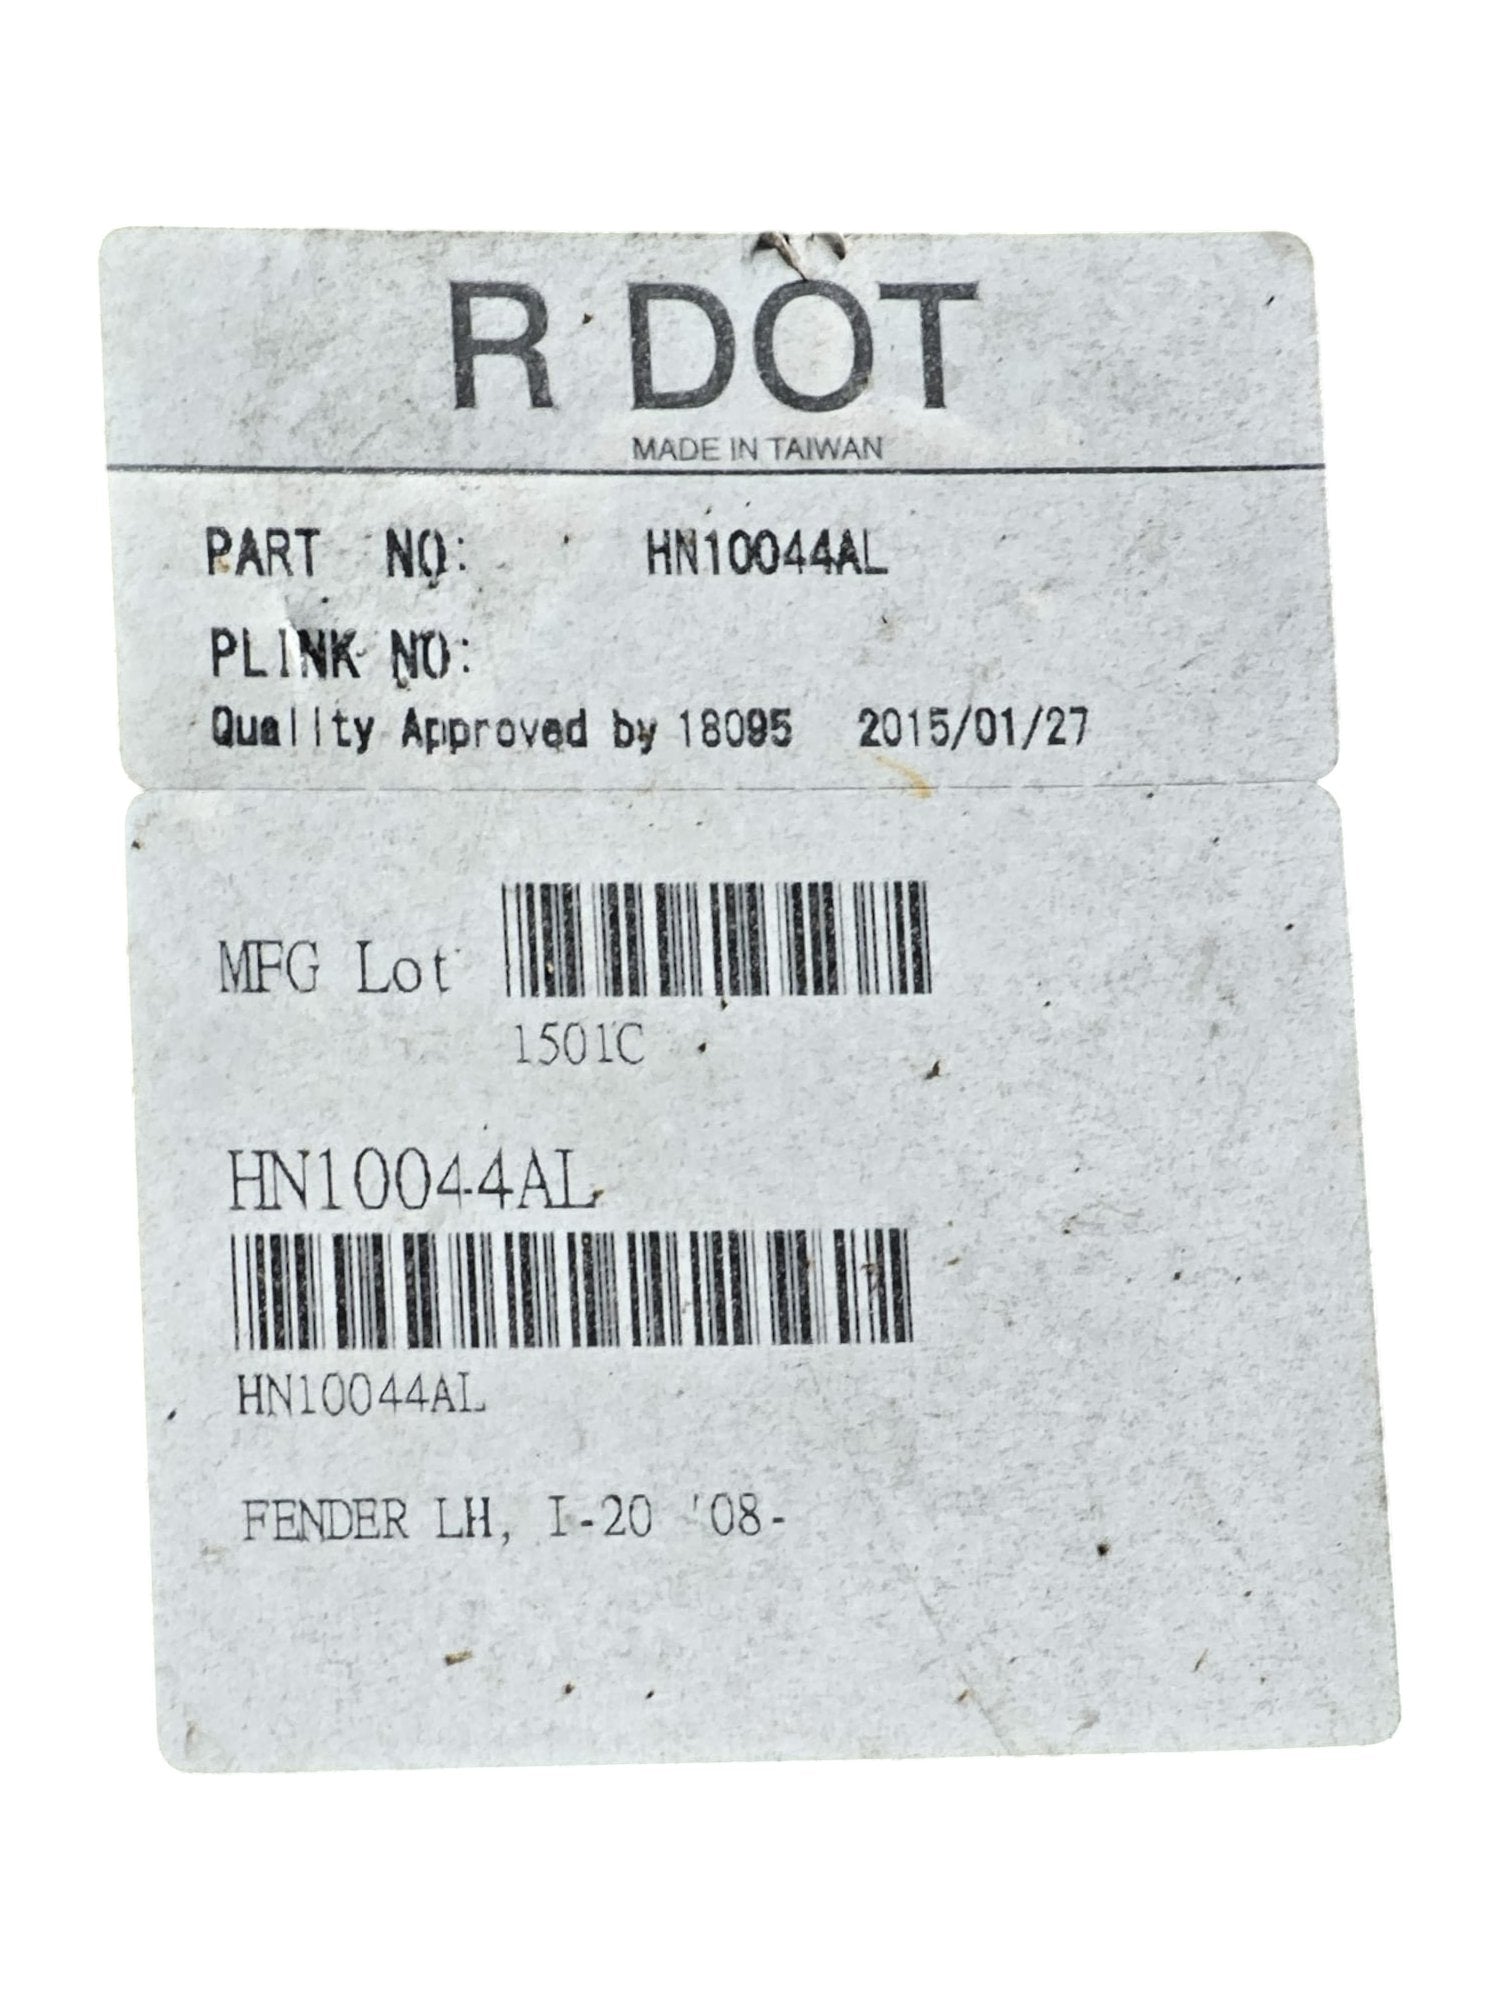 R DOT
MADE IN TAIWAN
PART NO: HN10044AL
PLINK NO:
Quality Approved by 18095 2015/01/27
MFG Lot
1501C
HN10044AL
HN10044AL
FENDER LH, I-20 '08-